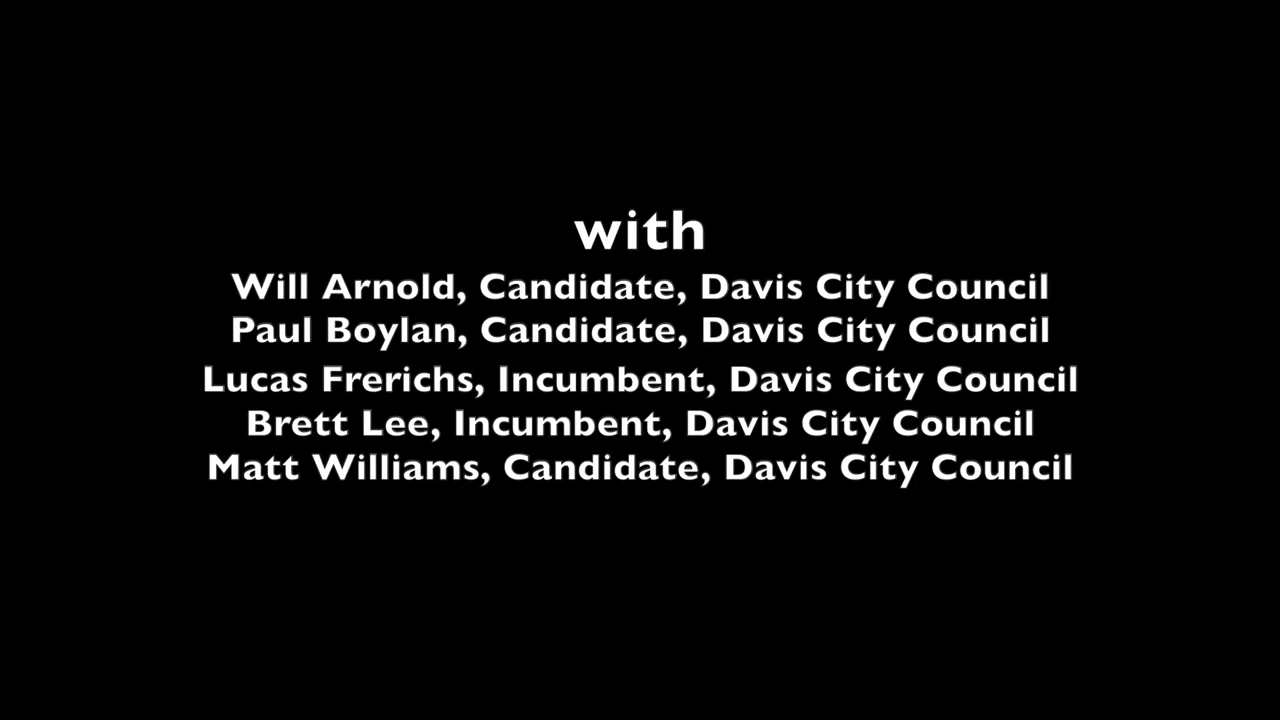 with
Will Arnold, Candidate, Davis City Council
Paul Boylan, Candidate, Davis City Council
Lucas Frerichs, Incumbent, Davis City Council
Brett Lee, Incumbent, Davis City Council
Matt Williams, Candidate, Davis City Council